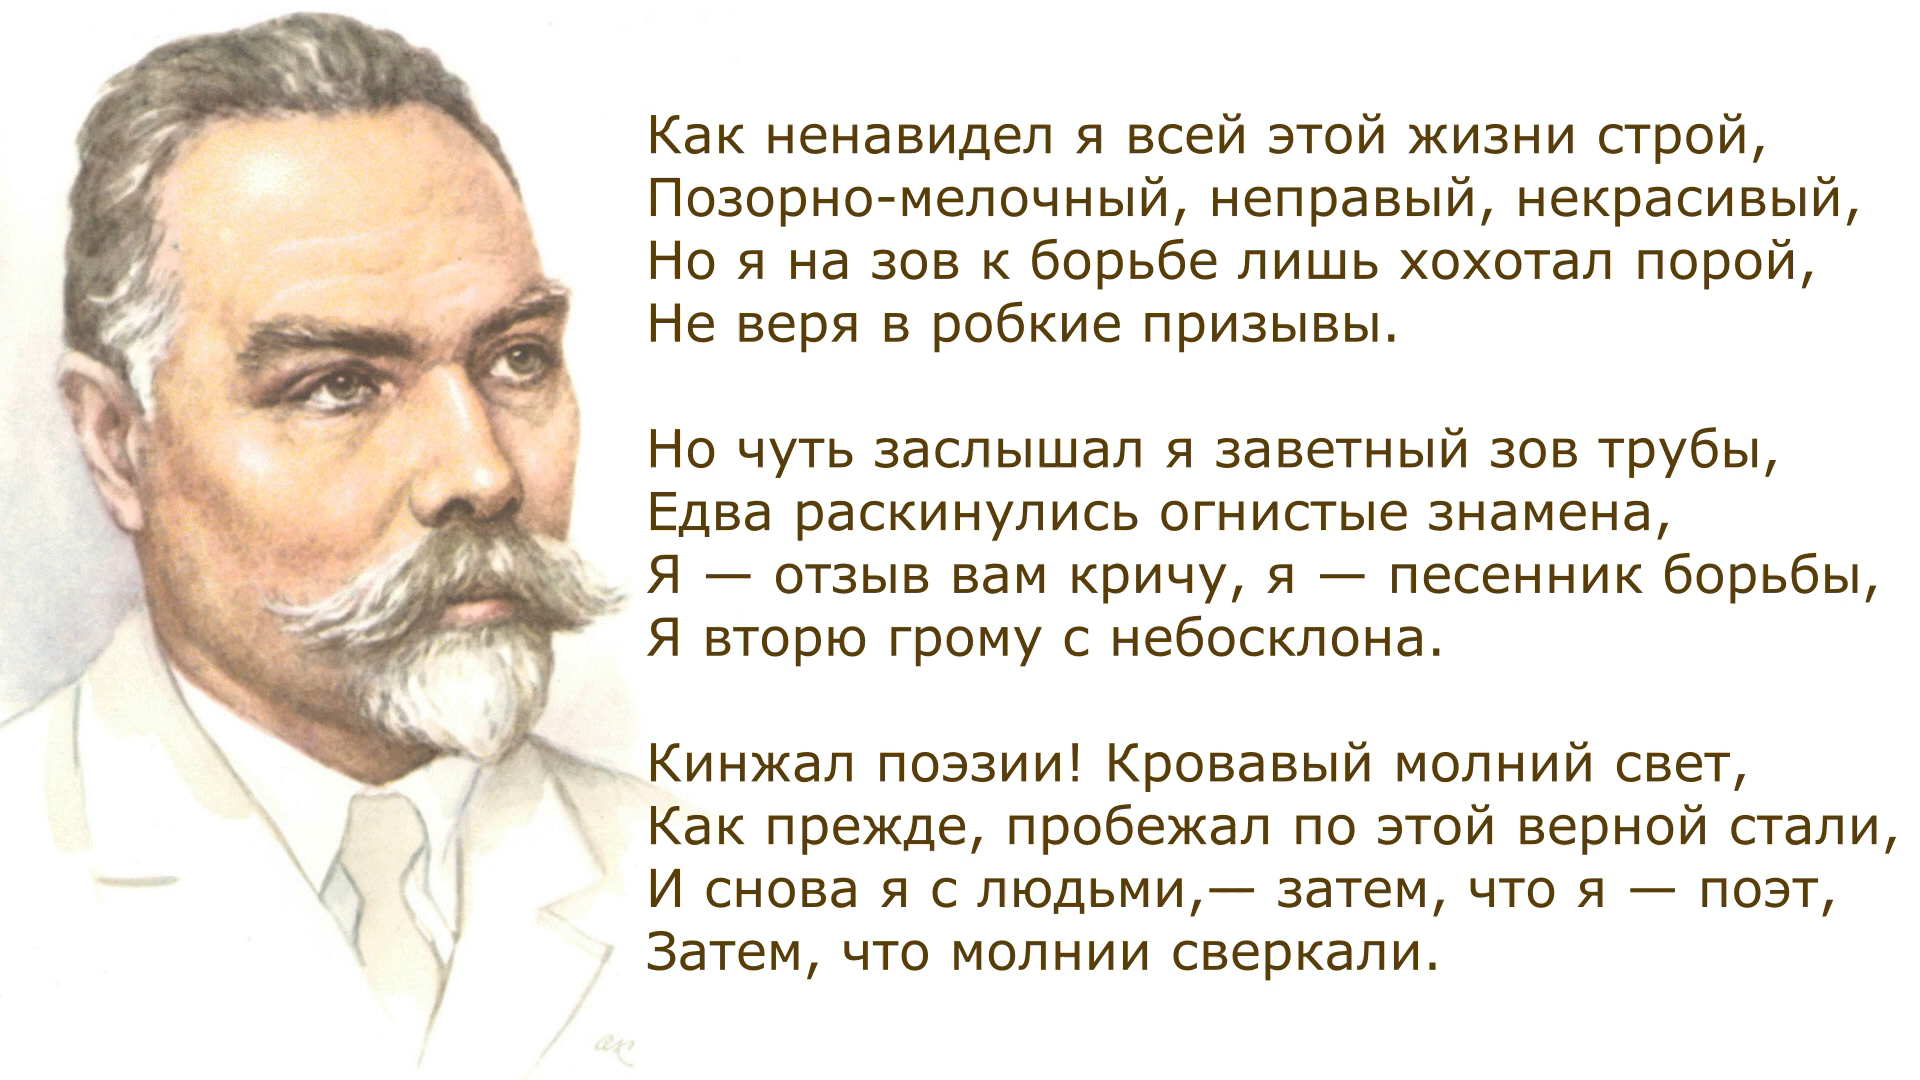 Как ненавидел я всей этой жизни строй,
Позорно-мелочный, неправый, некрасивый,
Но я на зов к борьбе лишь хохотал порой,
Не веря в робкие призывы.
Но чуть заслышал я заветный зов трубы,
Едва раскинулись огнистые знамена,
Я — отзыв вам кричу, я — песенник борьбы,
Я вторю грому с небосклона.
Кинжал поэзии! Кровавый молний свет,
Как прежде, пробежал по этой верной стали,
И снова я с людьми,— затем, что я — поэт,
Затем, что молнии сверкали.